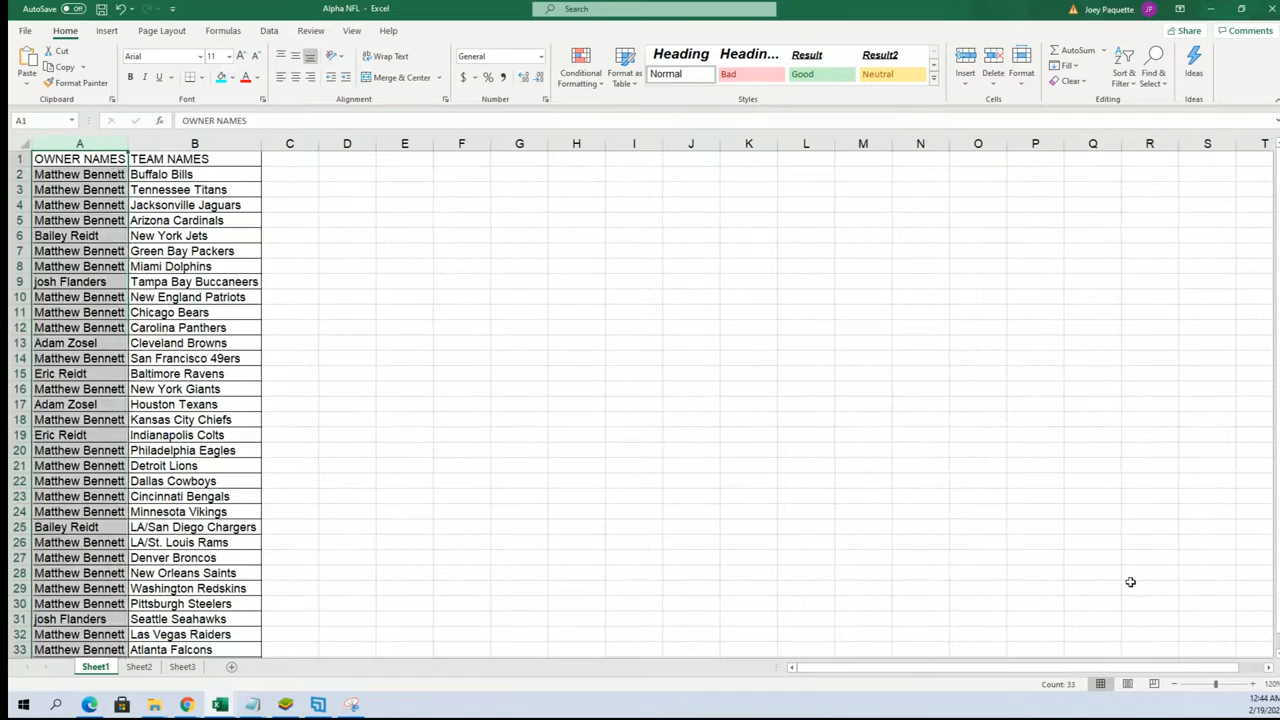 AutoSave Off Alpha NFL - Excel Search Joey Paquette JP
File Home Insert Page Layout Formulas Data Review View Help Share Comments
Cut Arial 11 Wrap Text General Heading Headin... Result Result2 AutoSum
Copy Fill
Paste Format Painter B I U A Merge & Center $ % Conditional Formatting Format as Table Normal Bad Good Neutral Insert Delete Format Clear Sort & Filter Find & Select Ideas
Clipboard Font Alignment Number Styles Cells Editing Ideas
A1 fx OWNER NAMES
A B C D E F G H I J K L M N O P Q R S T
1 OWNER NAMES TEAM NAMES
2 Matthew Bennett Buffalo Bills
3 Matthew Bennett Tennessee Titans
4 Matthew Bennett Jacksonville Jaguars
5 Matthew Bennett Arizona Cardinals
6 Bailey Reidt New York Jets
7 Matthew Bennett Green Bay Packers
8 Matthew Bennett Miami Dolphins
9 josh Flanders Tampa Bay Buccaneers
10 Matthew Bennett New England Patriots
11 Matthew Bennett Chicago Bears
12 Matthew Bennett Carolina Panthers
13 Adam Zosel Cleveland Browns
14 Matthew Bennett San Francisco 49ers
15 Eric Reidt Baltimore Ravens
16 Matthew Bennett New York Giants
17 Adam Zosel Houston Texans
18 Matthew Bennett Kansas City Chiefs
19 Eric Reidt Indianapolis Colts
20 Matthew Bennett Philadelphia Eagles
21 Matthew Bennett Detroit Lions
22 Matthew Bennett Dallas Cowboys
23 Matthew Bennett Cincinnati Bengals
24 Matthew Bennett Minnesota Vikings
25 Bailey Reidt LA/San Diego Chargers
26 Matthew Bennett LA/St. Louis Rams
27 Matthew Bennett Denver Broncos
28 Matthew Bennett New Orleans Saints
29 Matthew Bennett Washington Redskins
30 Matthew Bennett Pittsburgh Steelers
31 josh Flanders Seattle Seahawks
32 Matthew Bennett Las Vegas Raiders
33 Matthew Bennett Atlanta Falcons
Sheet1 Sheet2 Sheet3
Count: 33 120%
12:44 AM
2/19/202